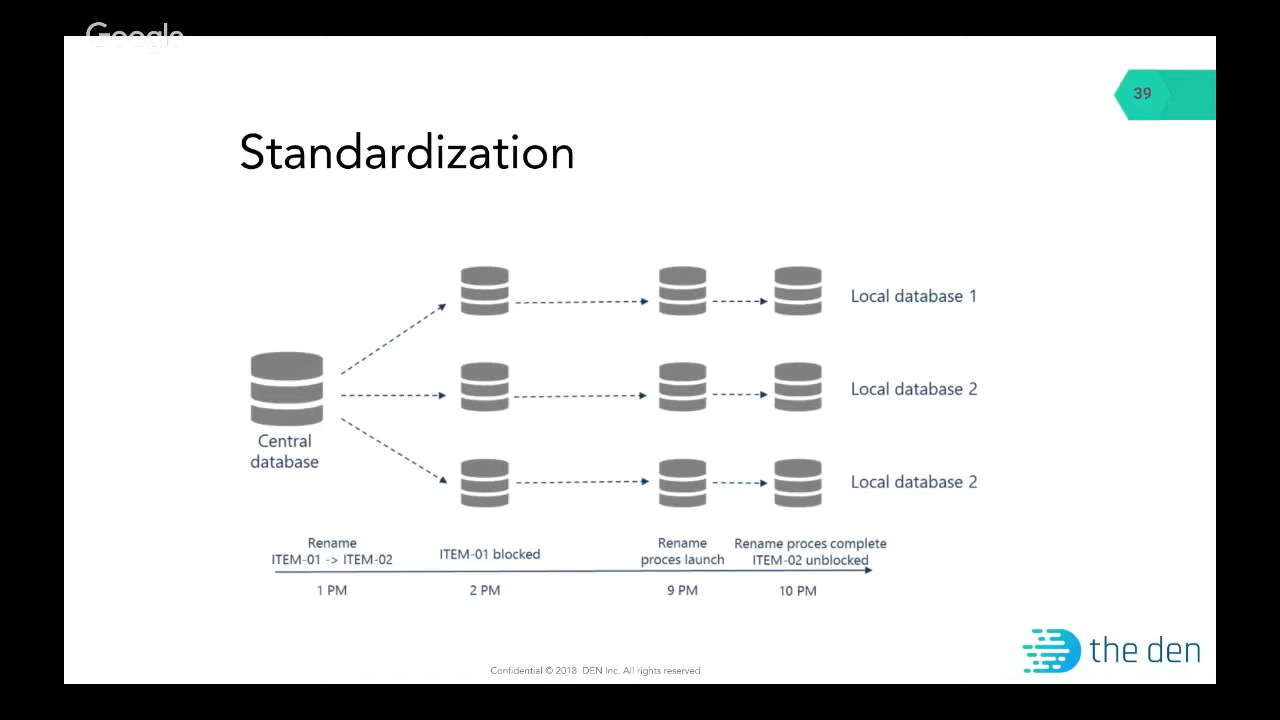 Google
39
Standardization
Local database 1
Local database 2
Central
database
Local database 2
Rename
ITEM-01 -> ITEM-02
ITEM-01 blocked
Rename
proces launch
Rename proces complete
ITEM-02 unblocked
1 PM
2 PM
9 PM
10 PM
the den
Confidential © 2018 DEN Inc. All rights reserved